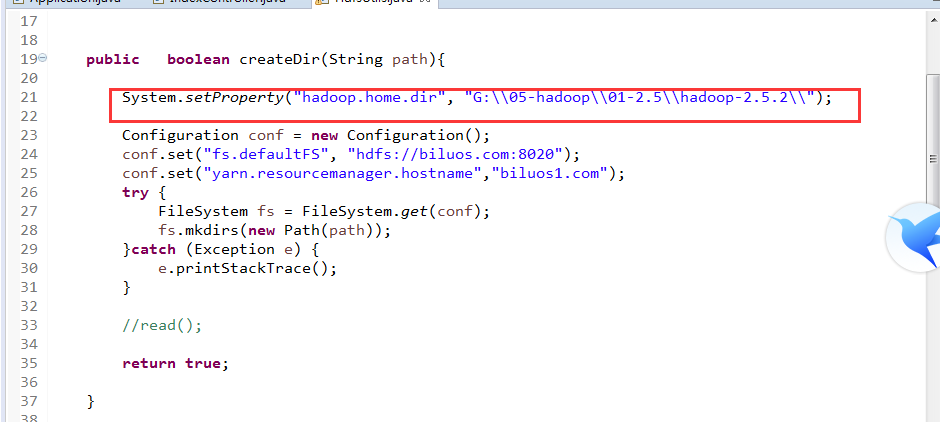 17
18
19 public boolean createDir(String path){
20
21 System.setProperty("hadoop.home.dir", "G:\\05-hadoop\\01-2.5\\hadoop-2.5.2\\");
22
23 Configuration conf = new Configuration();
24 conf.set("fs.defaultFS", "hdfs://biluos.com:8020");
25 conf.set("yarn.resourcemanager.hostname","biluos1.com");
26 try {
27 FileSystem fs = FileSystem.get(conf);
28 fs.mkdirs(new Path(path));
29 }catch (Exception e) {
30 e.printStackTrace();
31 }
32
33 //read();
34
35 return true;
36
37 }
38